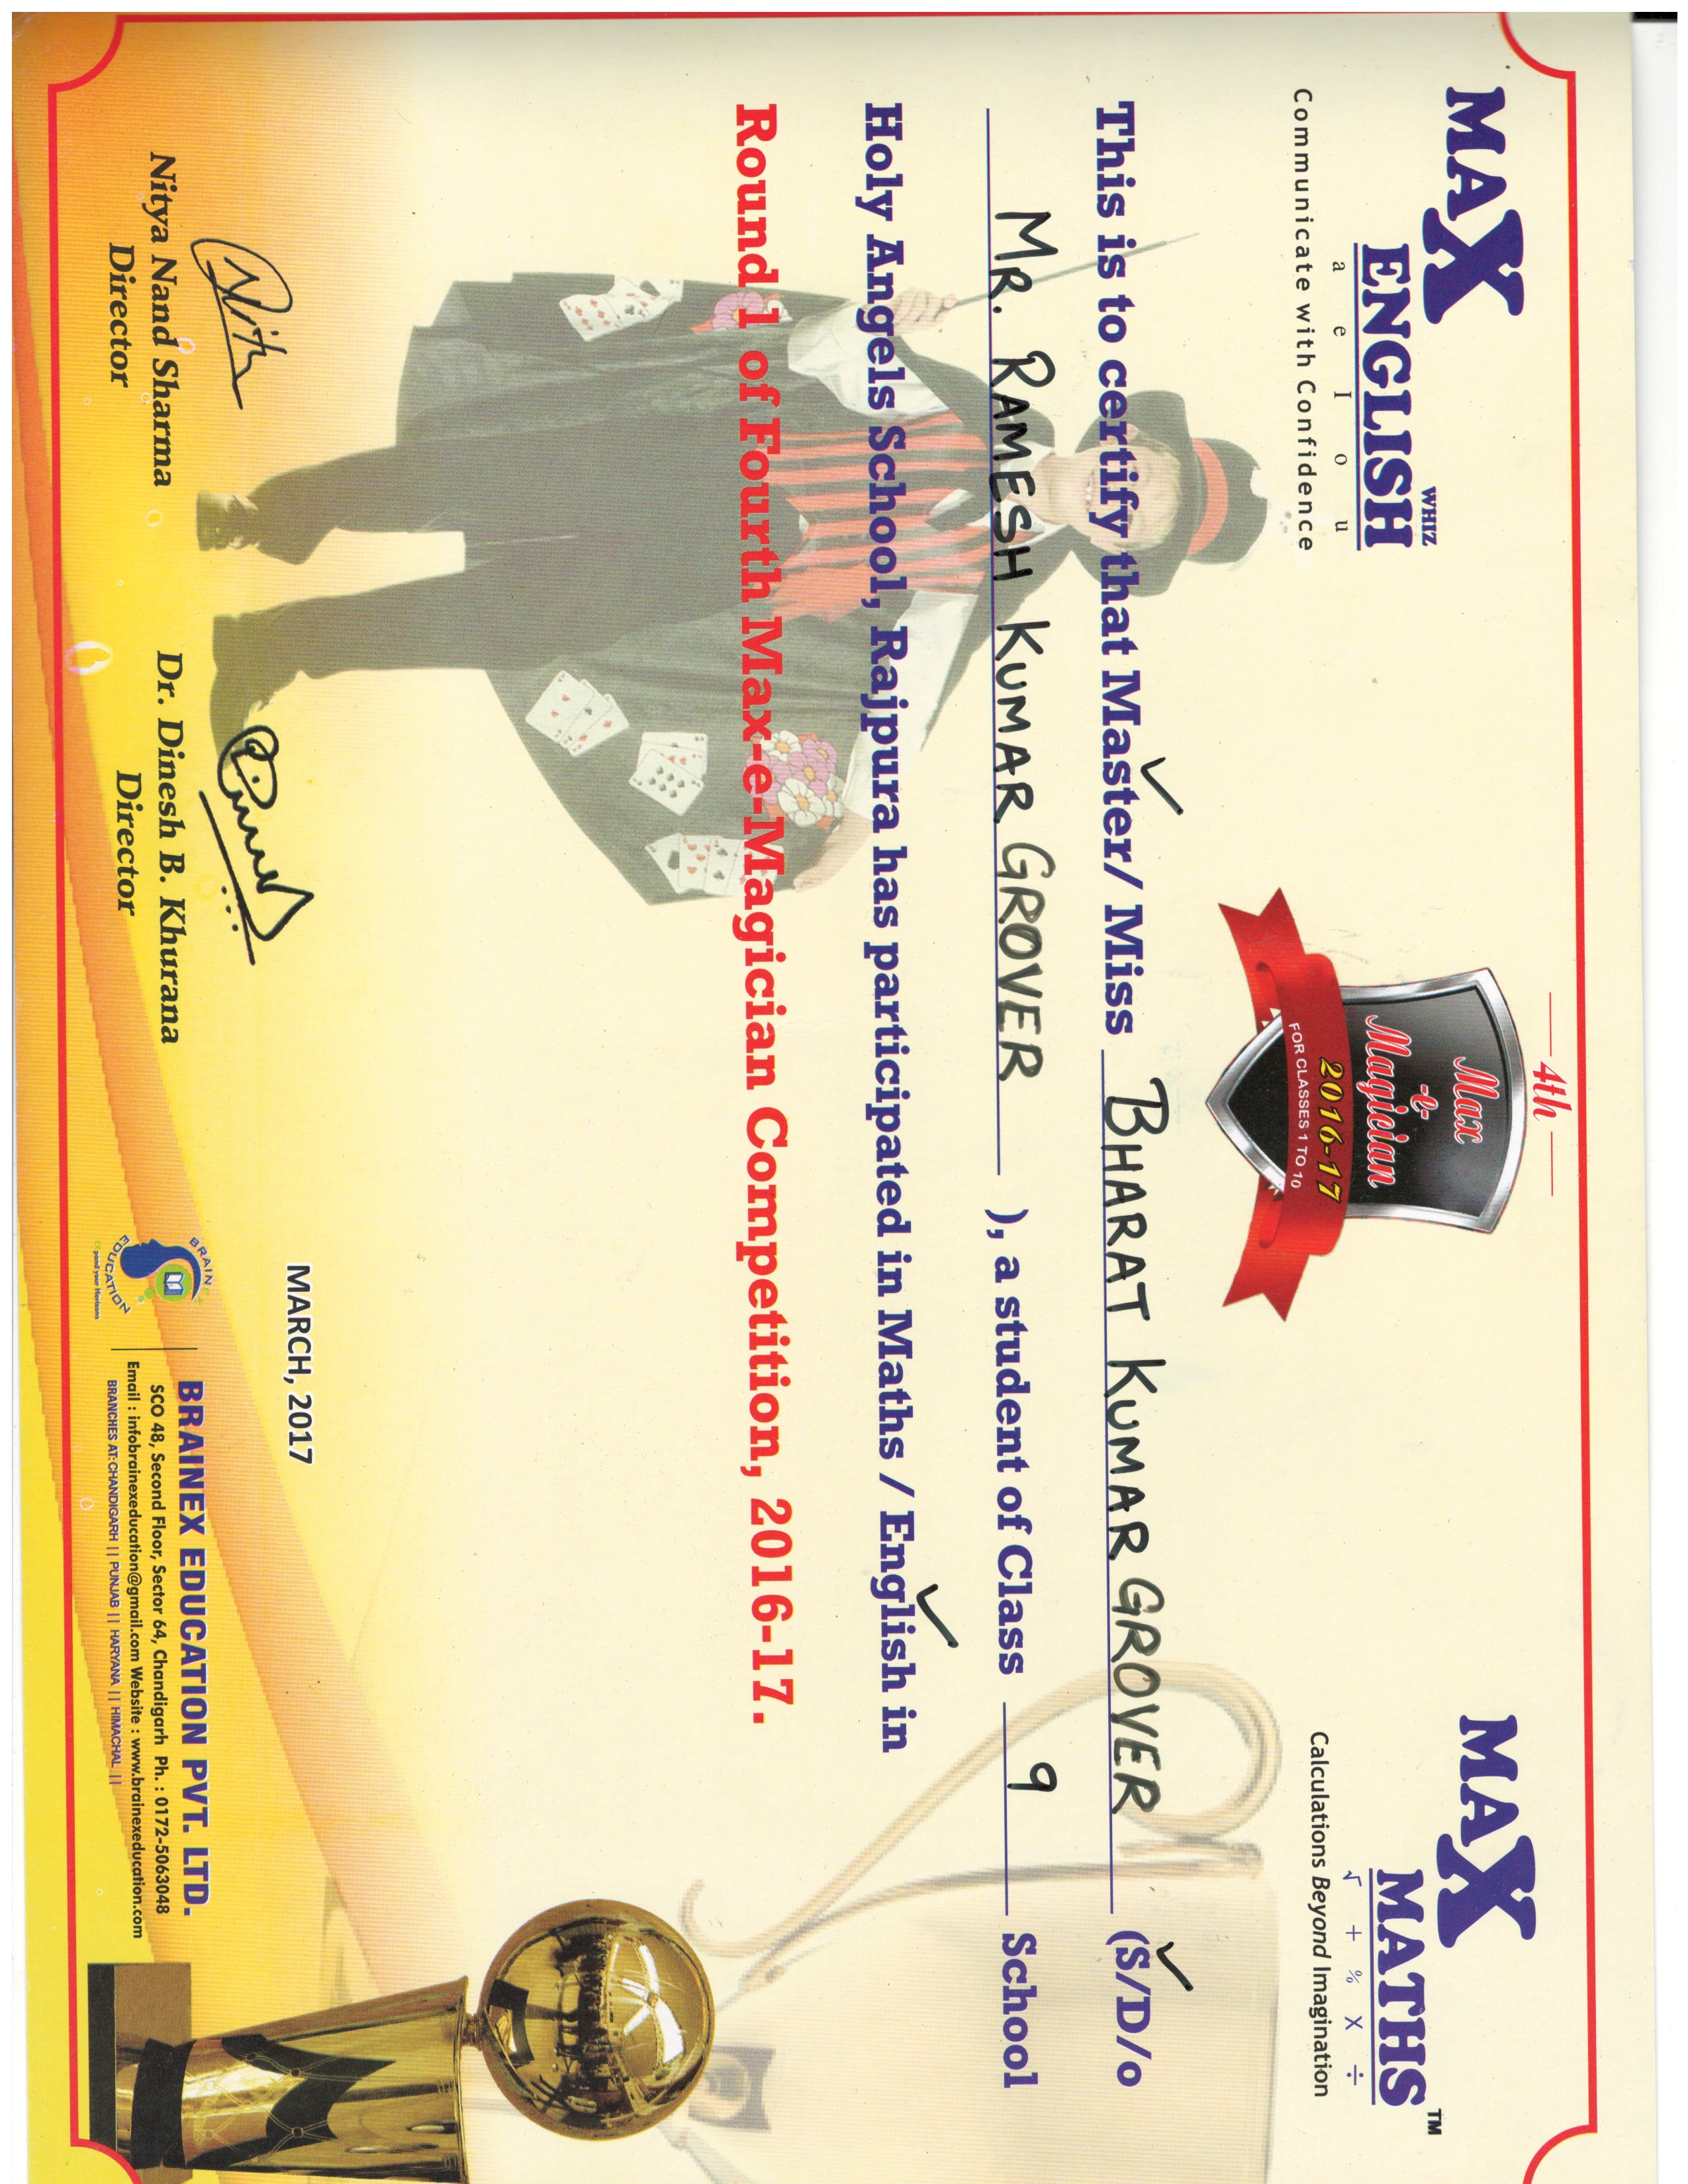 4th
MAX ENGLISH WHIZ
a e I o u
Communicate with Confidence
Max
-e-
Magician
2016-17
FOR CLASSES 1 TO 10
MAX MATHS TM
√ + % X ÷
Calculations Beyond Imagination
This is to certify that Master/ Miss BHARAT KUMAR GROVER (S/D/o
MR. RAMESH KUMAR GROVER ), a student of Class 9 School
Holy Angels School, Rajpura has participated in Maths / English in
Round 1 of Fourth Max-e-Magician Competition, 2016-17.
MARCH, 2017
Nitya Nand Sharma
Director
Dr. Dinesh B. Khurana
Director
EDUCATION
BRAINEX EDUCATION PVT. LTD.
SCO 48, Second Floor, Sector 64, Chandigarh Ph. : 0172-5063048
Email : infobrainexeducation@gmail.com Website : www.brainexeducation.com
BRANCHES AT: CHANDIGARH || PUNJAB || HARYANA || HIMACHAL ||